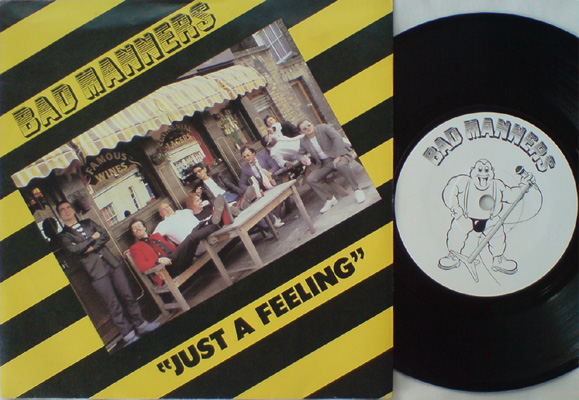 BAD MANNERS
FAMOUS
WINES
"JUST A FEELING"
BAD MANNERS